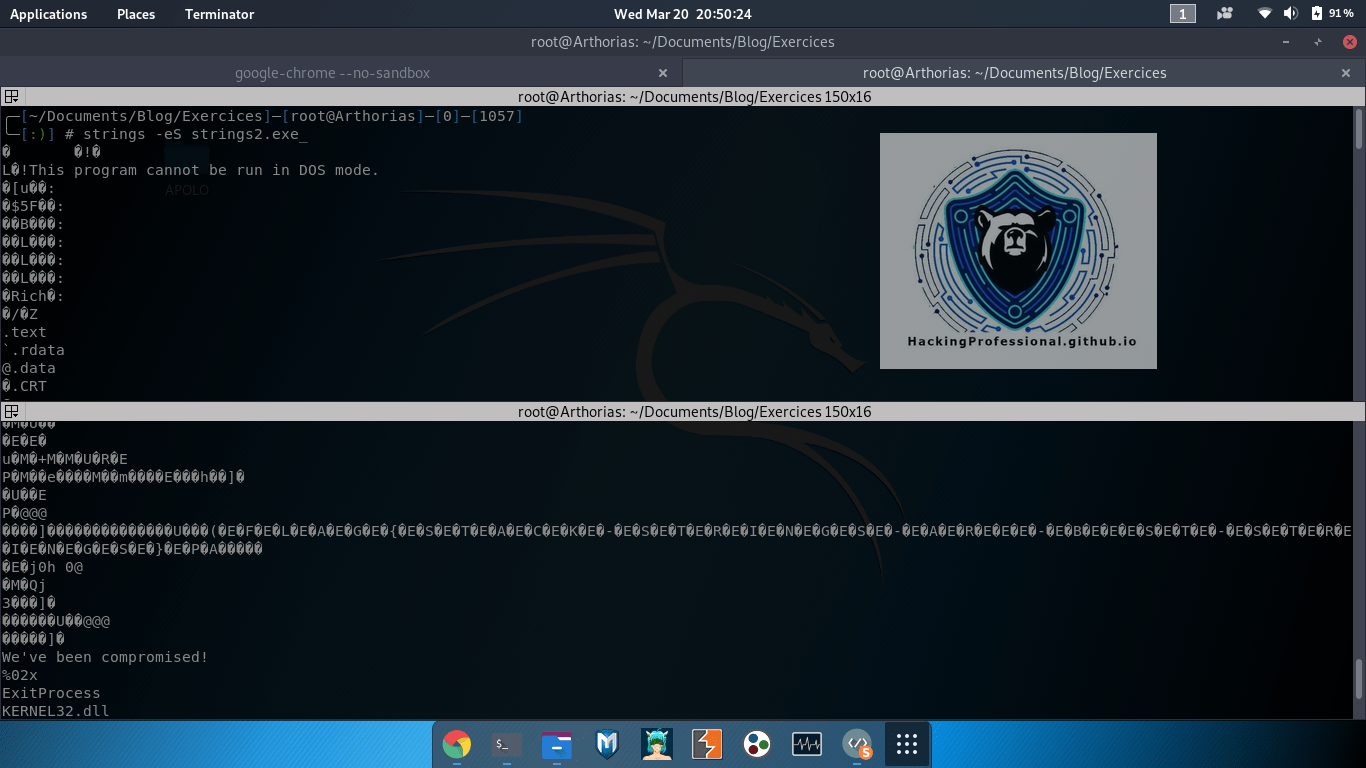 Applications Places Terminator Wed Mar 20 20:50:24 1 91%
root@Arthorias: ~/Documents/Blog/Exercices
google-chrome --no-sandbox × root@Arthorias: ~/Documents/Blog/Exercices ×
root@Arthorias: ~/Documents/Blog/Exercices 150x16
╭─[~/Documents/Blog/Exercices]─[root@Arthorias]─[0]─[1057]
╰─[:)] # strings -eS strings2.exe_
� �!�
L�!This program cannot be run in DOS mode.
�[u��:
APOLO
�$5F��:
��B���:
��L���:
��L���:
��L���:
�Rich�:
�/�Z
.text
`.rdata
@.data
�.CRT
HackingProfessional.github.io
root@Arthorias: ~/Documents/Blog/Exercices 150x16
�M�U��
�E�E�
u�M�+M�M�U�R�E
P�M��e����M��m����E���h��]�
�U��E
P�@@@
����]��������������U���(�E�F�E�L�E�A�E�G�E�{�E�S�E�T�E�A�E�C�E�K�E�-�E�S�E�T�E�R�E�I�E�N�E�G�E�S�E�-�E�A�E�R�E�E�E�-�E�B�E�E�E�S�E�T�E�-�E�S�E�T�E�R�E
�I�E�N�E�G�E�S�E�}�E�P�A�����
�E�j0h 0@
�M�Qj
3���]�
������U��@@@
�����]�
We've been compromised!
%02x
ExitProcess
KERNEL32.dll